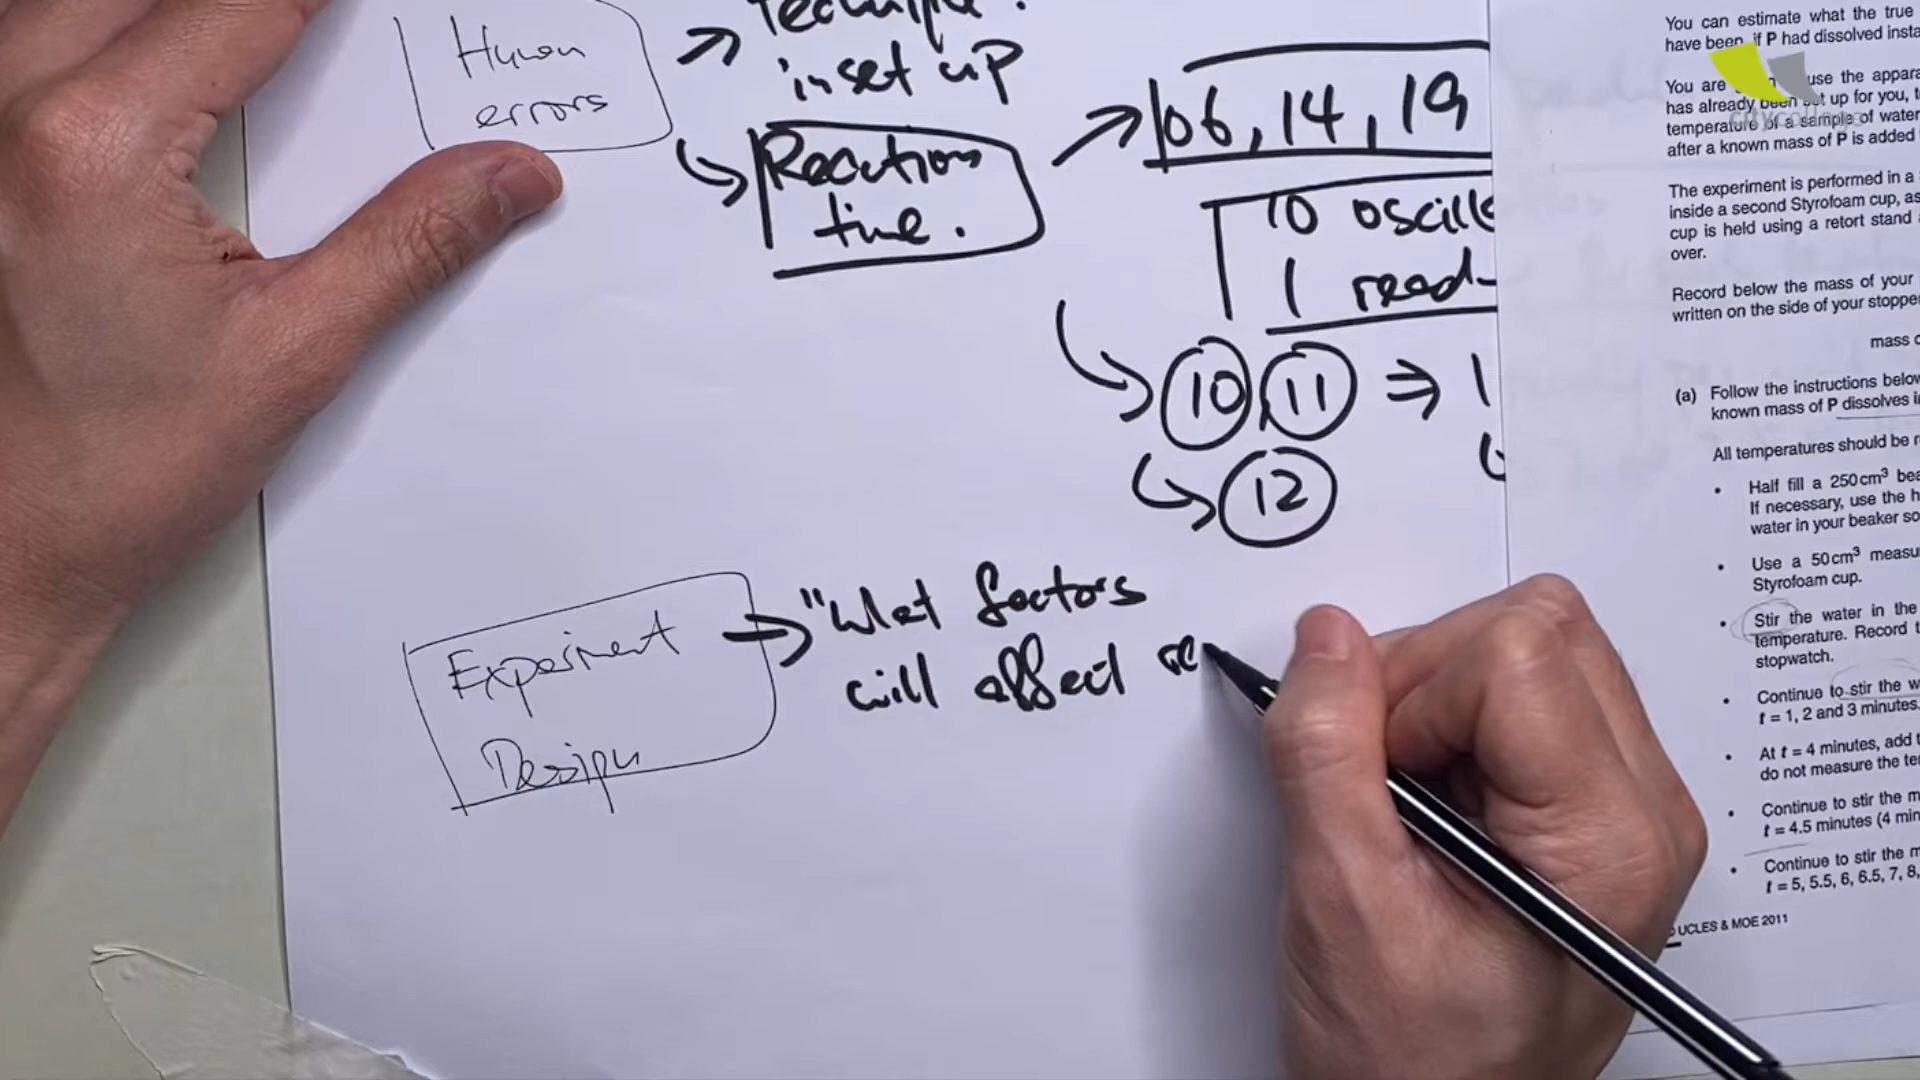 Human
errors
Technique.
in set up
Reaction
time.
06, 14, 19
10 oscill
1 read
10, 11 ⇒ 1
12
Experiment
Design
"What factors
will affect re
You can estimate what the true
have been, if P had dissolved insta
You are use the appara
has already been set up for you, t
temperature of a sample of water
after a known mass of P is added
The experiment is performed in a
inside a second Styrofoam cup, as
cup is held using a retort stand
over.
Record below the mass of your
written on the side of your stoppe
mass o
(a) Follow the instructions below
known mass of P dissolves i
All temperatures should be r
• Half fill a 250 cm³ bea
If necessary, use the h
water in your beaker so
• Use a 50 cm³ measu
Styrofoam cup.
• Stir the water in the
temperature. Record t
stopwatch.
• Continue to stir the w
t = 1, 2 and 3 minutes.
• At t = 4 minutes, add t
do not measure the te
• Continue to stir the m
t = 4.5 minutes (4 min
• Continue to stir the m
t = 5, 5.5, 6, 6.5, 7, 8,
UCLES & MOE 2011
citycollege